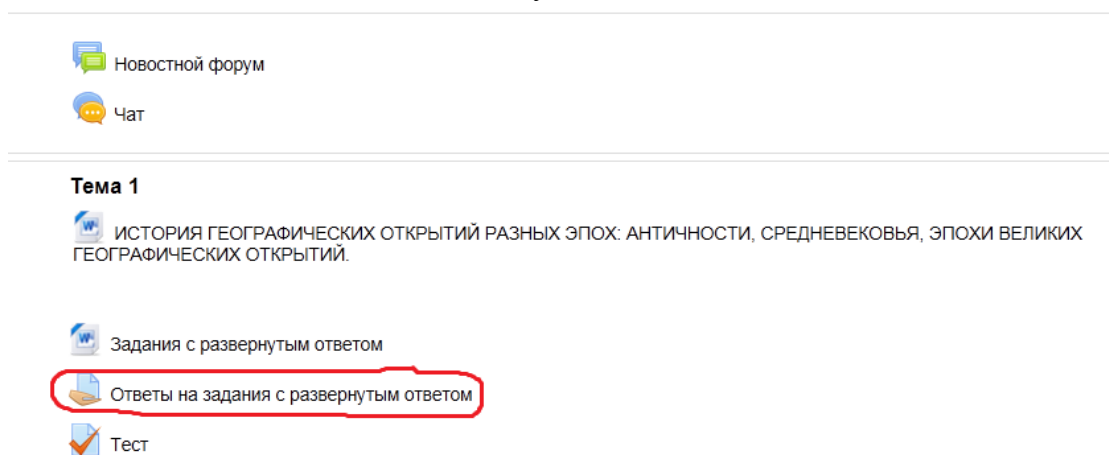 Новостной форум
Чат
Тема 1
ИСТОРИЯ ГЕОГРАФИЧЕСКИХ ОТКРЫТИЙ РАЗНЫХ ЭПОХ: АНТИЧНОСТИ, СРЕДНЕВЕКОВЬЯ, ЭПОХИ ВЕЛИКИХ
ГЕОГРАФИЧЕСКИХ ОТКРЫТИЙ.
Задания с развернутым ответом
Ответы на задания с развернутым ответом
Тест